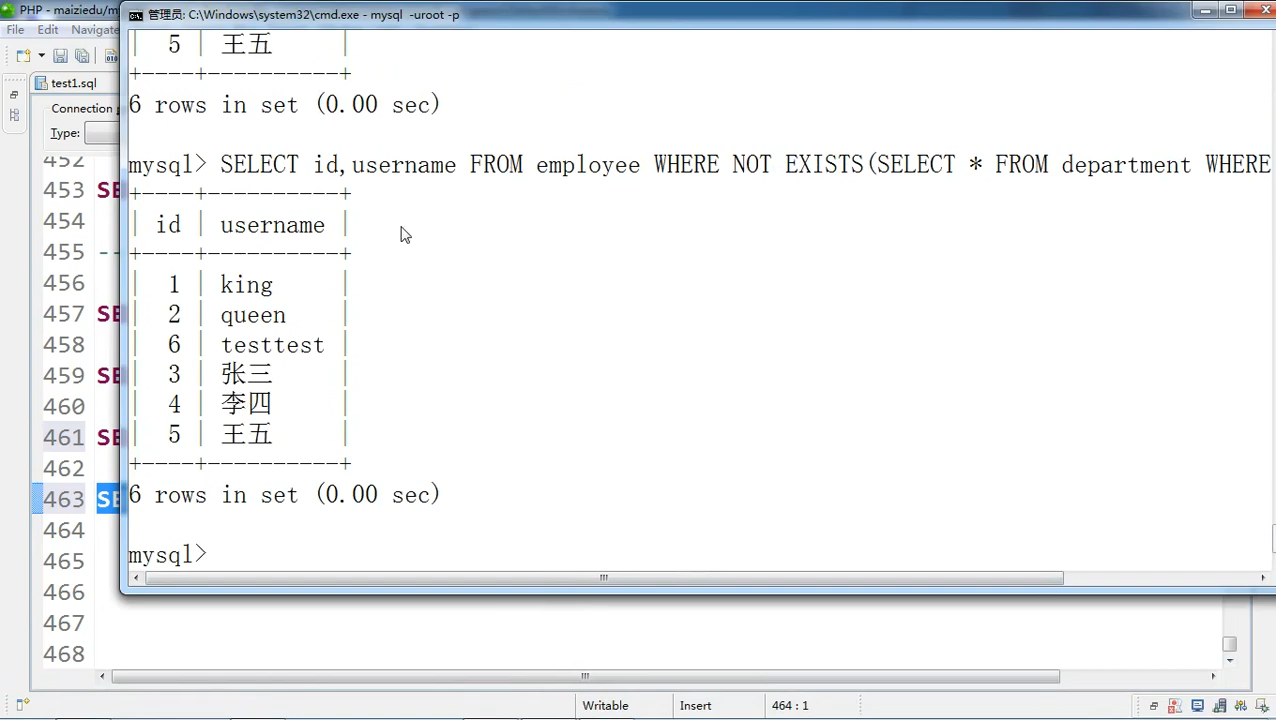 PHP - maiziedu/m
管理员: C:\Windows\system32\cmd.exe - mysql -uroot -p
File Edit Navigate
test1.sql
Connection
Type:
| 5 | 王五 |
+----+----------+
6 rows in set (0.00 sec)
mysql> SELECT id,username FROM employee WHERE NOT EXISTS(SELECT * FROM department WHERE
+----+----------+
| id | username |
+----+----------+
| 1 | king |
| 2 | queen |
| 6 | testtest |
| 3 | 张三 |
| 4 | 李四 |
| 5 | 王五 |
+----+----------+
6 rows in set (0.00 sec)
mysql>
452
453 SE
454
455 --
456
457 SE
458
459 SE
460
461 SE
462
463 SE
464
465
466
467
468
Writable Insert 464 : 1